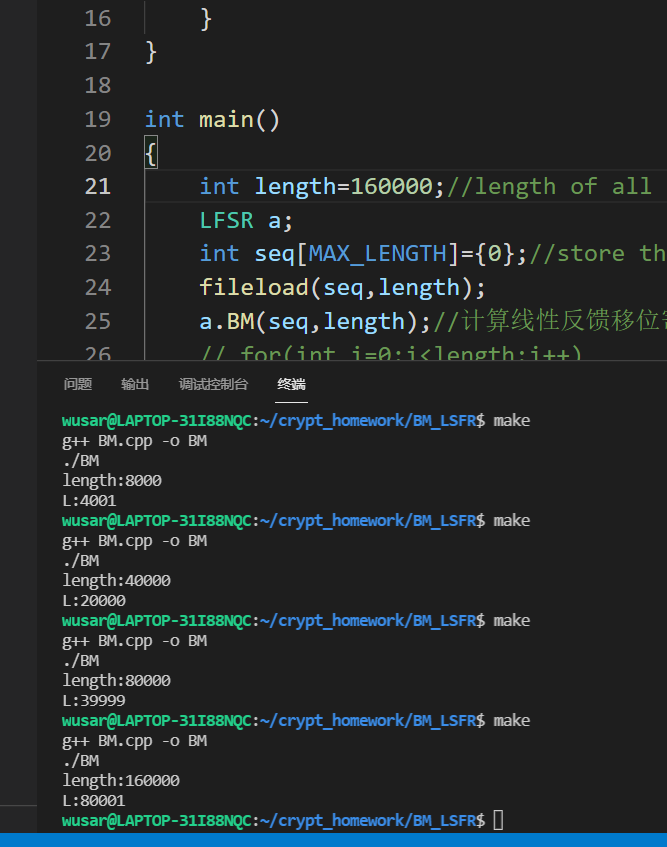 16 }
17 }
18
19 int main()
20 {
21 int length=160000;//length of all
22 LFSR a;
23 int seq[MAX_LENGTH]={0};//store th
24 fileload(seq,length);
25 a.BM(seq,length);//计算线性反馈移位
26 // for(int i=0;i<length;i++)
问题 输出 调试控制台 终端
wusar@LAPTOP-31I88NQC:~/crypt_homework/BM_LSFR$ make
g++ BM.cpp -o BM
./BM
length:8000
L:4001
wusar@LAPTOP-31I88NQC:~/crypt_homework/BM_LSFR$ make
g++ BM.cpp -o BM
./BM
length:40000
L:20000
wusar@LAPTOP-31I88NQC:~/crypt_homework/BM_LSFR$ make
g++ BM.cpp -o BM
./BM
length:80000
L:39999
wusar@LAPTOP-31I88NQC:~/crypt_homework/BM_LSFR$ make
g++ BM.cpp -o BM
./BM
length:160000
L:80001
wusar@LAPTOP-31I88NQC:~/crypt_homework/BM_LSFR$